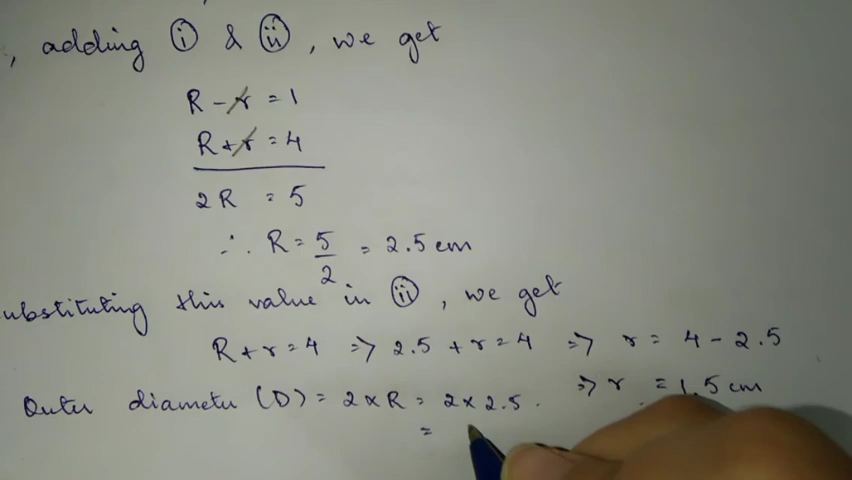 , adding (i) & (ii), we get
R - r = 1
R + r = 4
2R = 5
∴ R = 5/2 = 2.5 cm
ubstituting this value in (ii), we get
R + r = 4 => 2.5 + r = 4 => r = 4 - 2.5
=> r = 1.5 cm
Outer diameter (D) = 2 × R = 2 × 2.5.
=